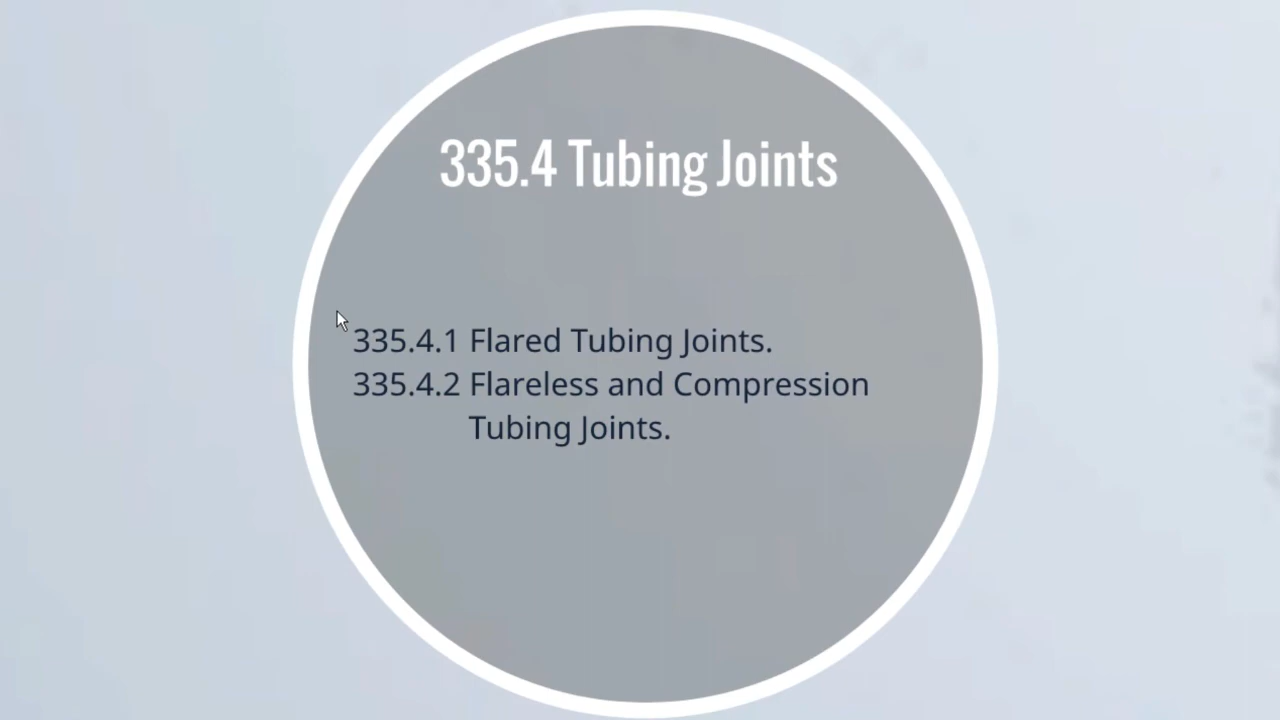 335.4 Tubing Joints
335.4.1 Flared Tubing Joints.
335.4.2 Flareless and Compression
Tubing Joints.